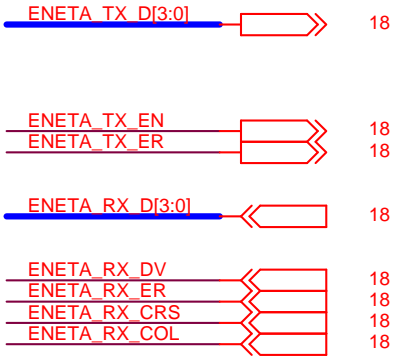 ENETA_TX_D[3:0] 18
ENETA_TX_EN 18
ENETA_TX_ER 18
ENETA_RX_D[3:0] 18
ENETA_RX_DV 18
ENETA_RX_ER 18
ENETA_RX_CRS 18
ENETA_RX_COL 18